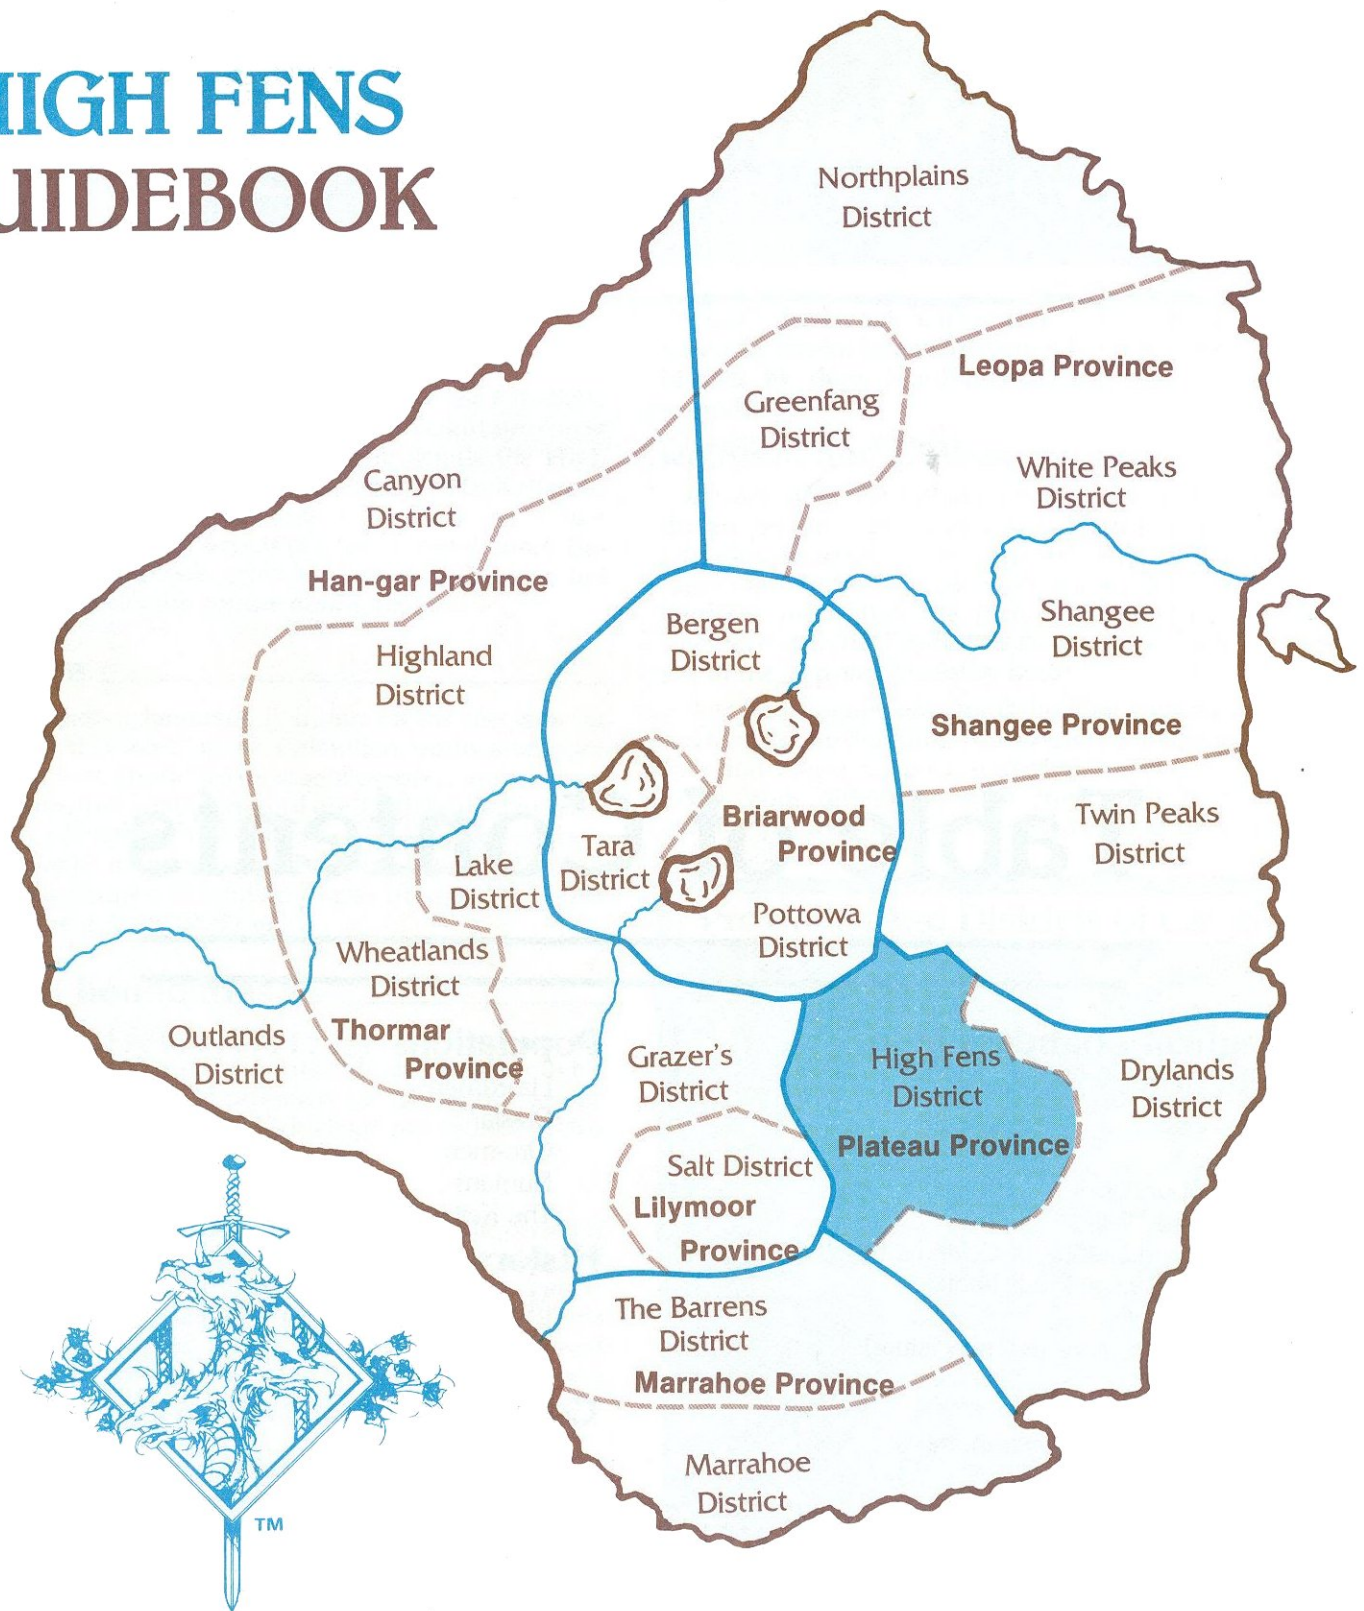 HIGH FENS
GUIDEBOOK
Northplains
District
Leopa Province
Greenfang
District
White Peaks
District
Canyon
District
Han-gar Province
Bergen
District
Shangee
District
Highland
District
Shangee Province
Briarwood
Province
Twin Peaks
District
Tara
District
Lake
District
Pottowa
District
Wheatlands
District
Outlands
District
Thormar
Province
Grazer's
District
High Fens
District
Drylands
District
Plateau Province
Salt District
Lilymoor
Province
The Barrens
District
Marrahoe Province
Marrahoe
District
TM